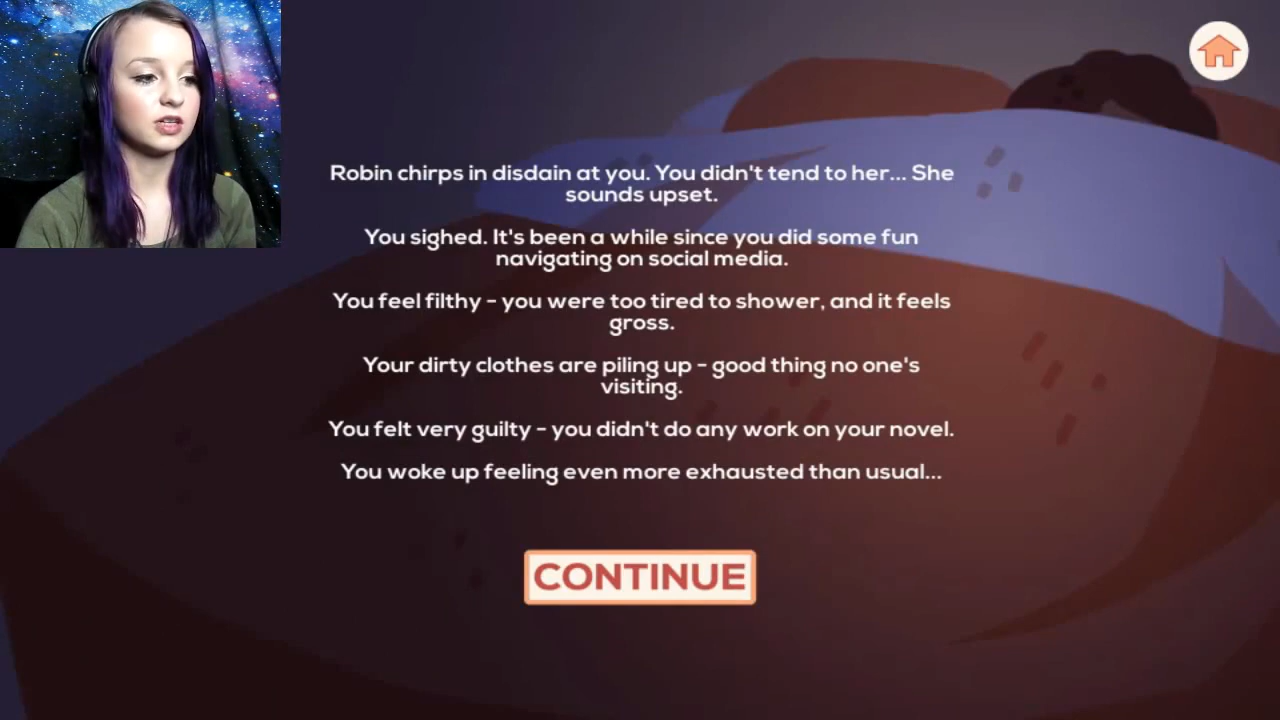 Robin chirps in disdain at you. You didn't tend to her... She
sounds upset.
You sighed. It's been a while since you did some fun
navigating on social media.
You feel filthy - you were too tired to shower, and it feels
gross.
Your dirty clothes are piling up - good thing no one's
visiting.
You felt very guilty - you didn't do any work on your novel.
You woke up feeling even more exhausted than usual...
CONTINUE